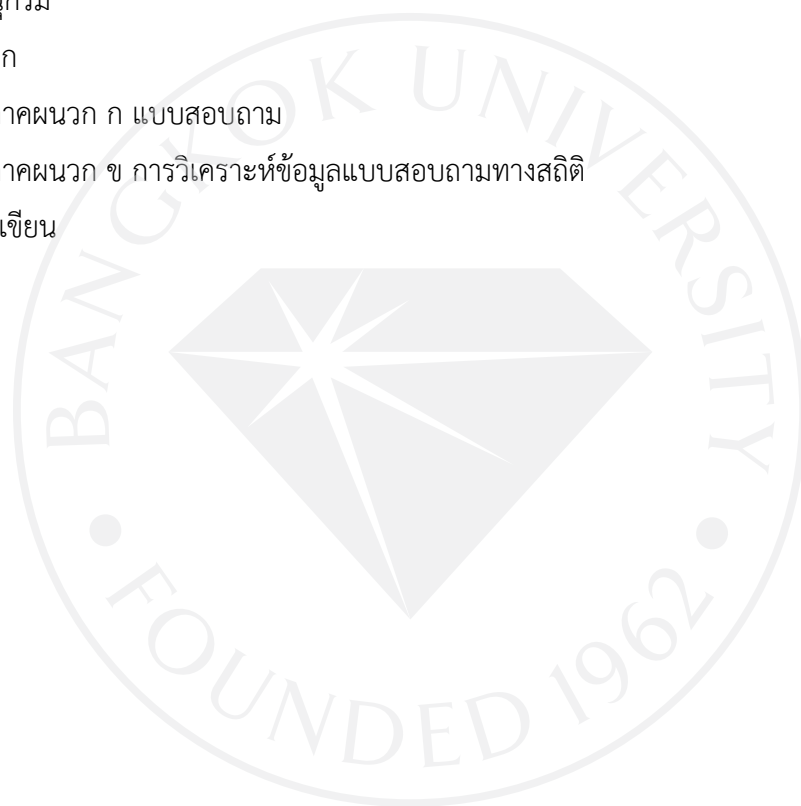 ก
าคผนวก ก แบบสอบถาม
าคผนวก ข การวิเคราะห์ข้อมูลแบบสอบถามทางสถิติ
เขียน
BANGKOK UNIVERSITY
FOUNDED 1962